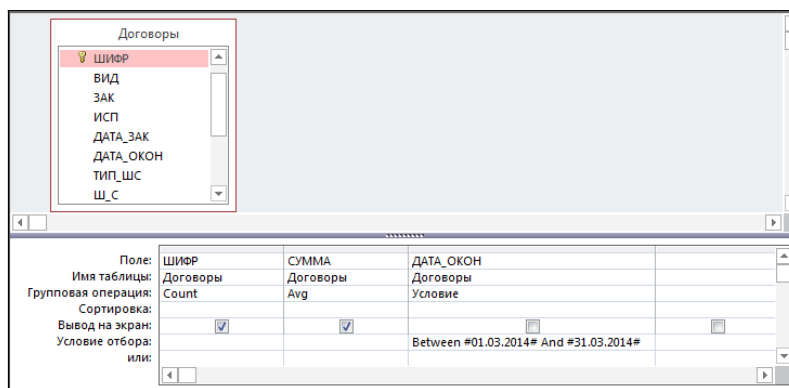 Договоры
ШИФР
ВИД
ЗАК
ИСП
ДАТА_ЗАК
ДАТА_ОКОН
ТИП_ШС
Ш_С
Поле: ШИФР СУММА ДАТА_ОКОН
Имя таблицы: Договоры Договоры Договоры
Групповая операция: Count Avg Условие
Сортировка:
Вывод на экран:
Условие отбора: Between #01.03.2014# And #31.03.2014#
или: